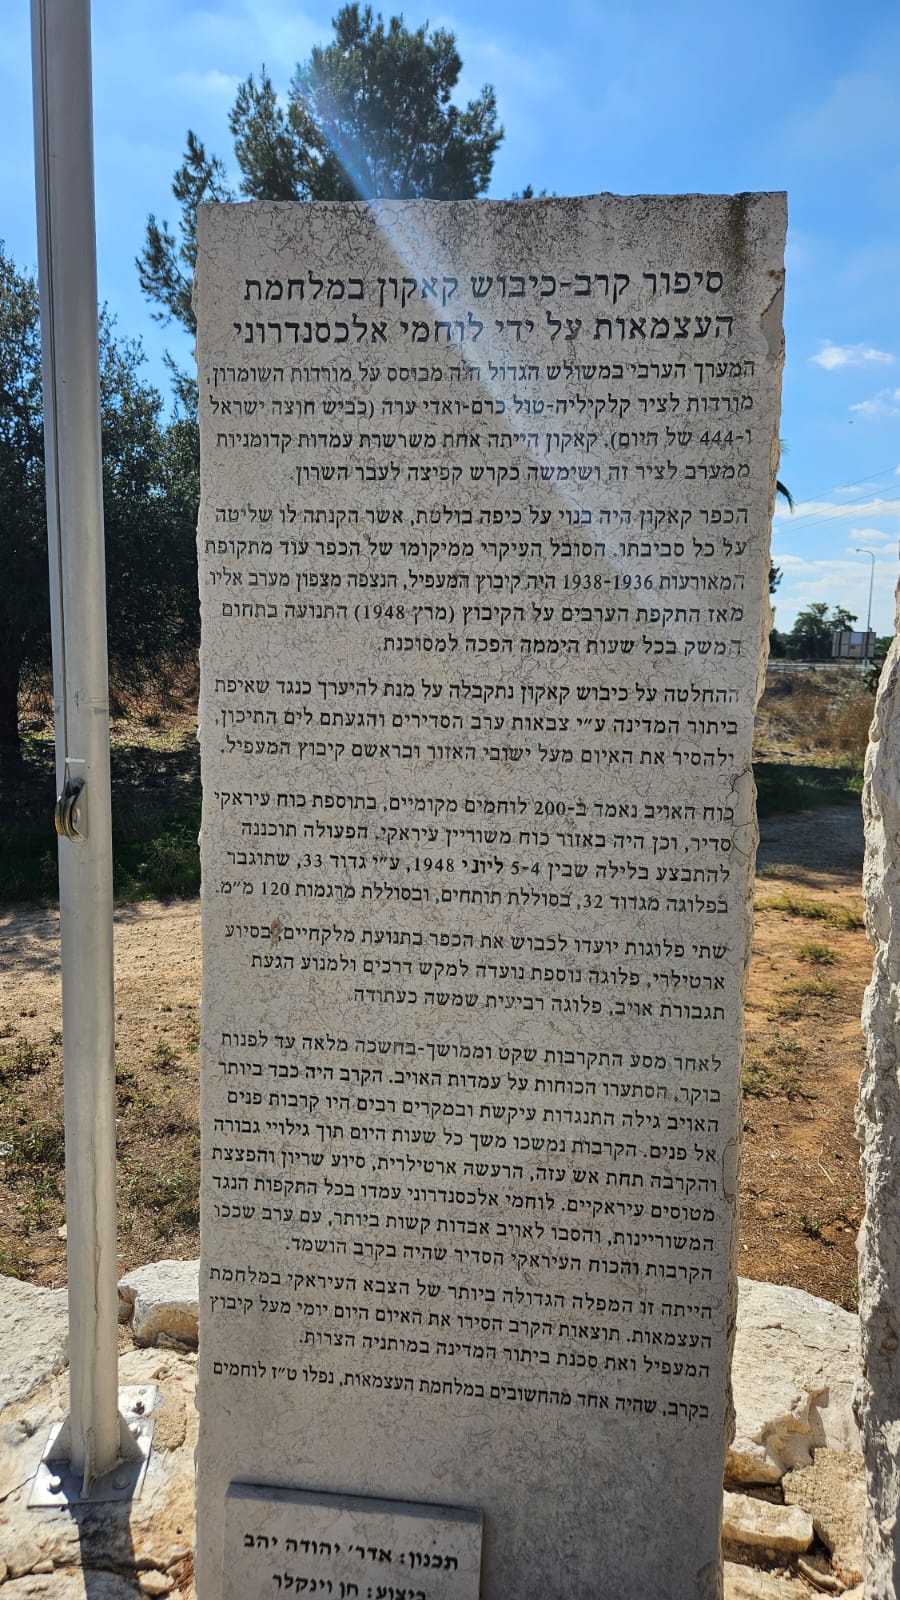 סיפור קרב-כיבוש קאקון במלחמת
העצמאות על ידי לוחמי אלכסנדרוני
המערך הערבי במשולש הגדול היה מבוסס על מורדות השומרון,
מורדות לציר קלקיליה-טול כרם-ואדי ערה (כביש חוצה ישראל
ו-444 של היום). קאקון הייתה אחת משרשרת עמדות קדומניות
ממערב לציר זה ושימשה כקרש קפיצה לעבר השרון.
הכפר קאקון היה בנוי על כיפה בולטת, אשר הקנתה לו שליטה
על כל סביבתו. הסובל העיקרי ממיקומו של הכפר עוד מתקופת
המאורעות 1938-1936 היה קיבוץ המעפיל, הנצפה מצפון מערב אליו
מאז התקפת הערבים על הקיבוץ (מרץ 1948) התנועה בתחום
המשק בכל שעות היממה הפכה למסוכנת.
ההחלטה על כיבוש קאקון נתקבלה על מנת להיערך כנגד שאיפת
ביתור המדינה ע״י צבאות ערב הסדירים והגעתם לים התיכון,
ולהסיר את האיום מעל ישובי האזור ובראשם קיבוץ המעפיל.
כוח האויב נאמד ב-200 לוחמים מקומיים, בתוספת כוח עיראקי
סדיר, וכן היה באזור כוח משוריין עיראקי. הפעולה תוכננה
להתבצע בלילה שבין 5-4 ליוני 1948, ע״י גדוד 33, שתוגבר
בפלוגה מגדוד 32, בסוללת תותחים, ובסוללת מרגמות 120 מ״מ.
שתי פלוגות יועדו לכבוש את הכפר בתנועת מלקחיים, בסיוע
ארטילרי, פלוגה נוספת נועדה למקש דרכים ולמנוע הגעת
תגבורת אויב, פלוגה רביעית שמשה כעתודה
לאחר מסע התקרבות שקט וממושך-בחשכה מלאה עד לפנות
בוקר, הסתערו הכוחות על עמדות האויב. הקרב היה כבד ביותר
האויב גילה התנגדות עיקשת ובמקרים רבים היו קרבות פנים
אל פנים. הקרבות נמשכו משך כל שעות היום תוך גילויי גבורה
והקרבה תחת אש עזה, הרעשה ארטילרית, סיוע שריון והפצצת
מטוסים עיראקיים. לוחמי אלכסנדרוני עמדו בכל התקפות הנגד
המשוריינות, והסבו לאויב אבדות קשות ביותר, עם ערב שככו
הקרבות והכוח העיראקי הסדיר שהיה בקרב הושמד.
הייתה זו המפלה הגדולה ביותר של הצבא העיראקי במלחמת
העצמאות. תוצאות הקרב הסירו את האיום היום יומי מעל קיבוץ
המעפיל ואת סכנת ביתור המדינה במותניה הצרות.
בקרב, שהיה אחד מהחשובים במלחמת העצמאות, נפלו ט״ז לוחמים
תכנון: אדר׳ יהודה יהב
ביצוע: חן וינקלר